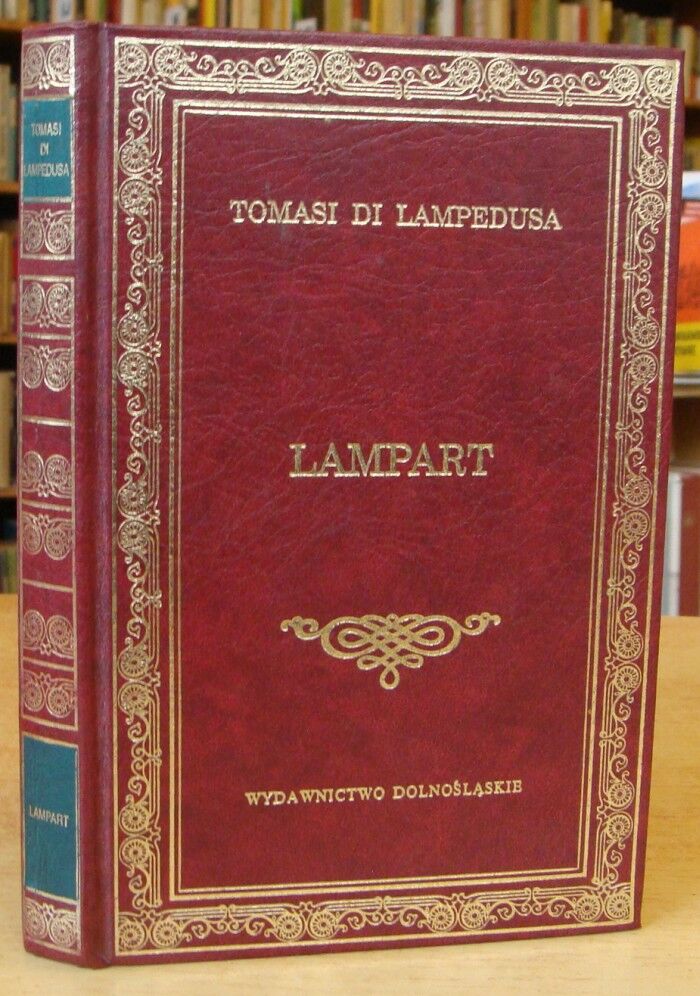 TOMASI
DI
LAMPEDUSA
LAMPART
TOMASI DI LAMPEDUSA
LAMPART
WYDAWNICTWO DOLNOŚLĄSKIE